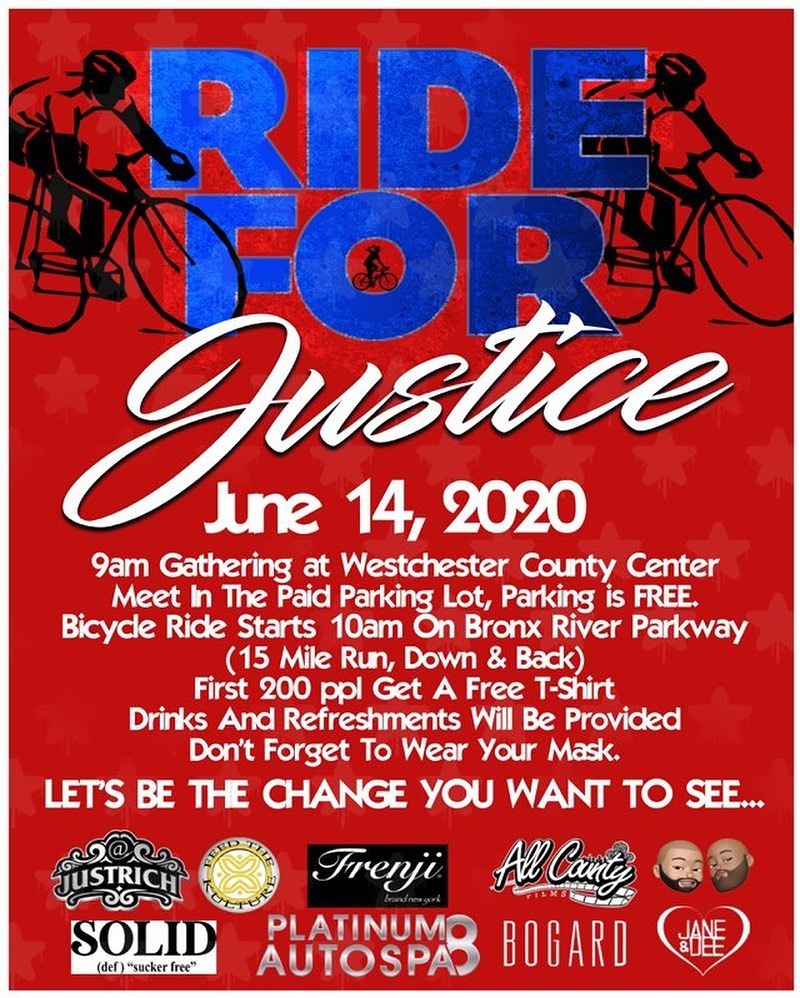 RIDE
FOR
Justice
June 14, 2020
9am Gathering at Westchester County Center
Meet In The Paid Parking Lot, Parking is FREE.
Bicycle Ride Starts 10am On Bronx River Parkway
(15 Mile Run, Down & Back)
First 200 ppl Get A Free T-Shirt
Drinks And Refreshments Will Be Provided
Don't Forget To Wear Your Mask.
LET'S BE THE CHANGE YOU WANT TO SEE...
@
JUSTRICH
FEED THE
KULTURE
Frenji.
brand new york
All County
FILMS
SOLID
(def) "sucker free"
PLATINUM
AUTOSPA8
BOGARD
JANE
&DEE